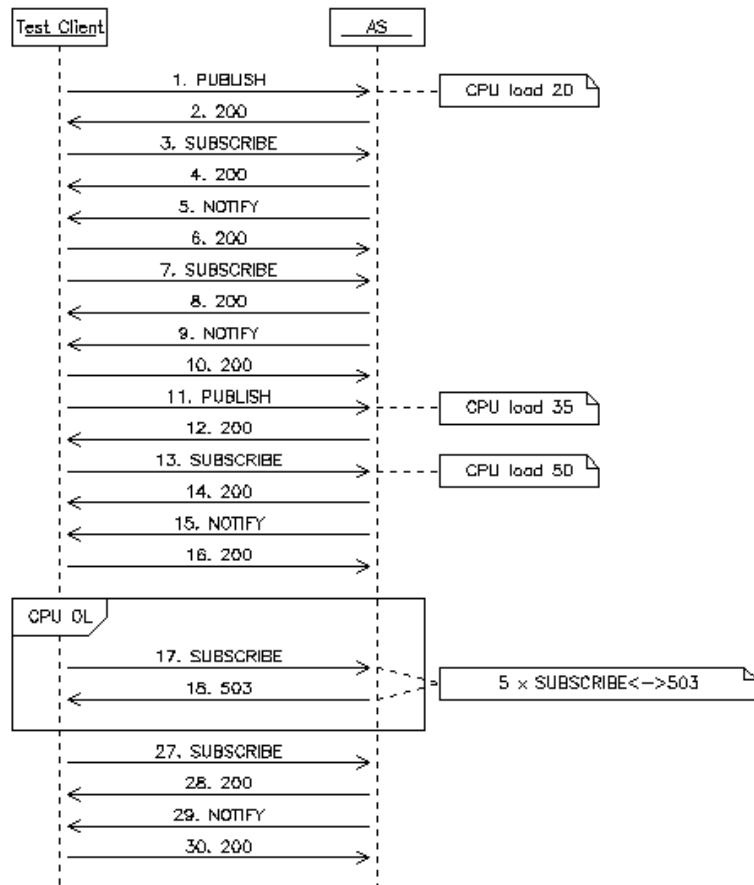 Test Client
AS
1. PUBLISH
CPU load 20
2. 200
3. SUBSCRIBE
4. 200
5. NOTIFY
6. 200
7. SUBSCRIBE
8. 200
9. NOTIFY
10. 200
11. PUBLISH
CPU load 35
12. 200
13. SUBSCRIBE
CPU load 50
14. 200
15. NOTIFY
16. 200
CPU OL
17. SUBSCRIBE
18. 503
5 x SUBSCRIBE<->503
27. SUBSCRIBE
28. 200
29. NOTIFY
30. 200